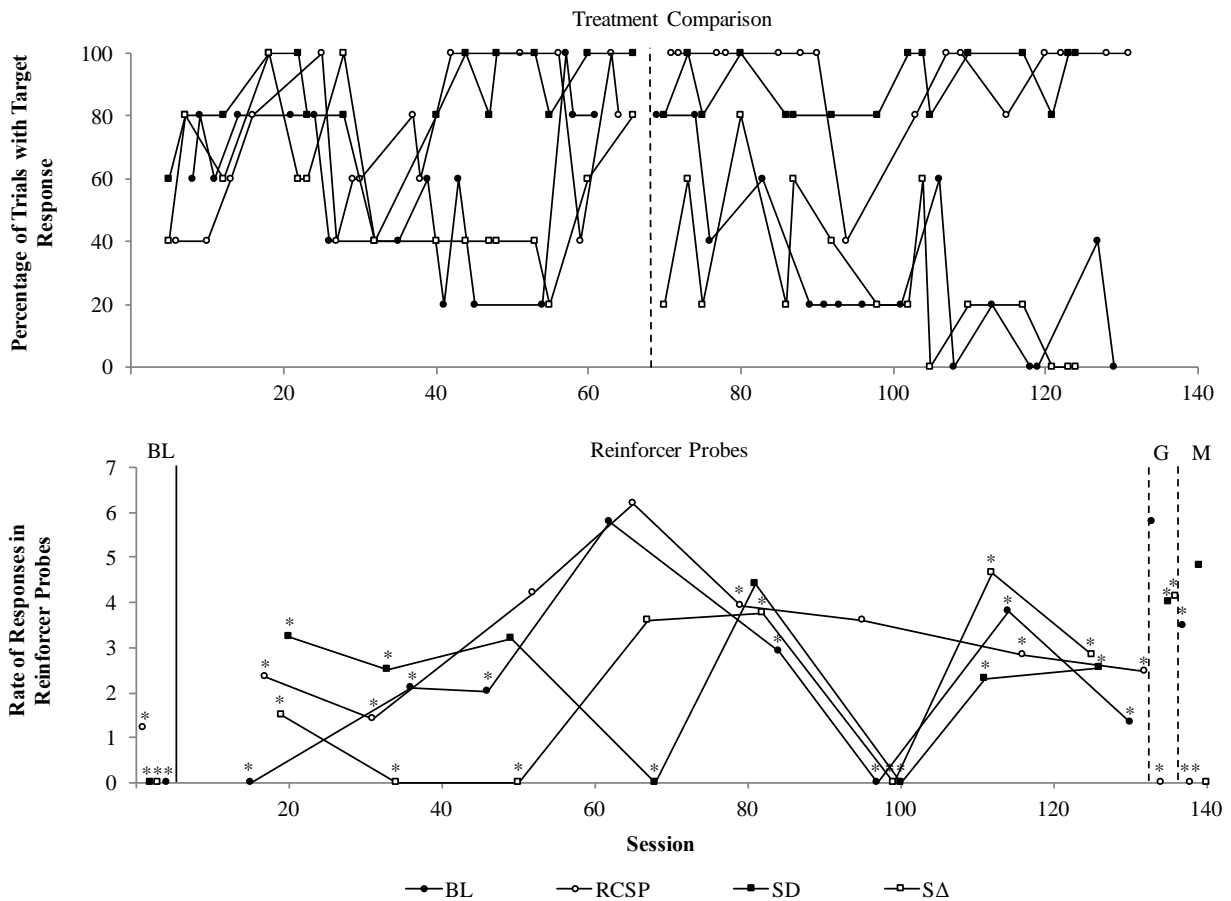 Treatment Comparison
Percentage of Trials with Target
Response
100
80
60
40
20
0
20
40
60
80
100
120
140
BL
Reinforcer Probes
G
M
Rate of Responses in
Reinforcer Probes
7
6
5
4
3
2
1
0
20
40
60
80
100
120
140
Session
BL
RCSP
SD
SΔ